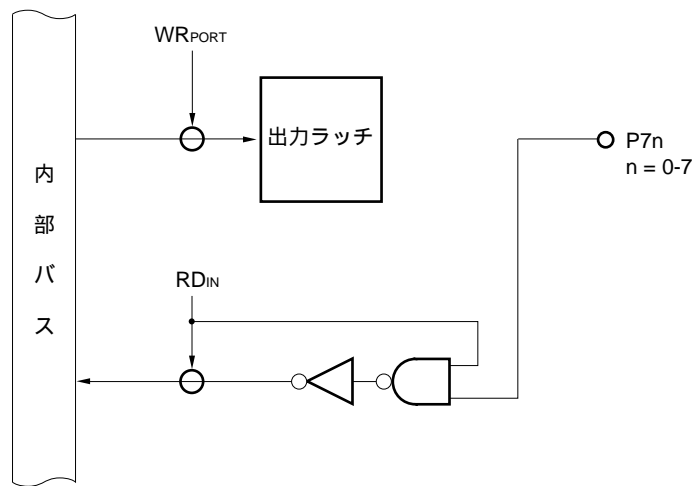 WRPORT
出力ラッチ
P7n
n = 0-7
内部バス
RDIN